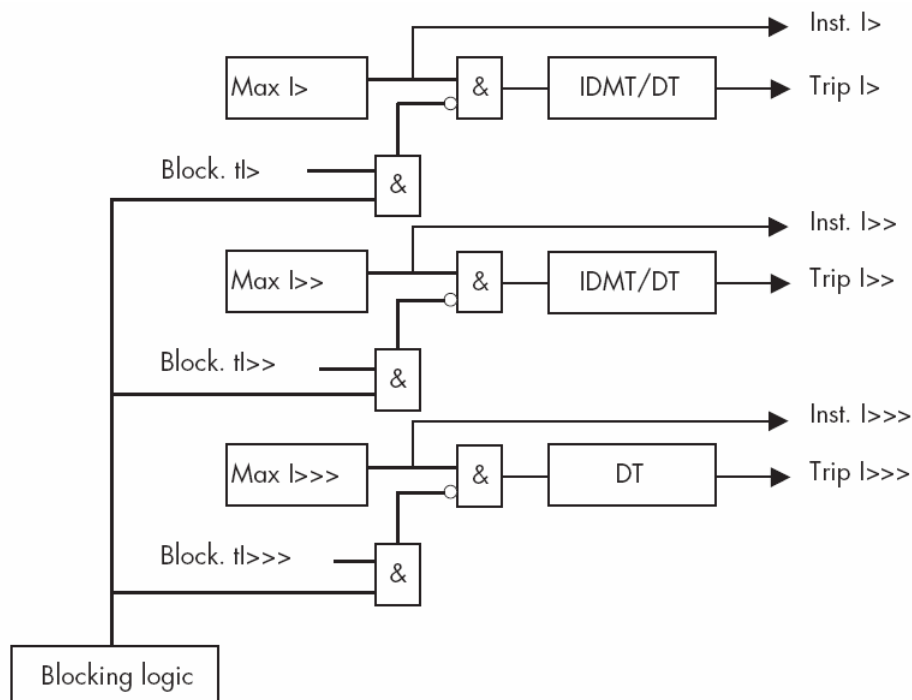 Inst. I>
Max I>
&
IDMT/DT
Trip I>
Block. tI>
&
Inst. I>>
Max I>>
&
IDMT/DT
Trip I>>
Block. tI>>
&
Inst. I>>>
Max I>>>
&
DT
Trip I>>>
Block. tI>>>
&
Blocking logic